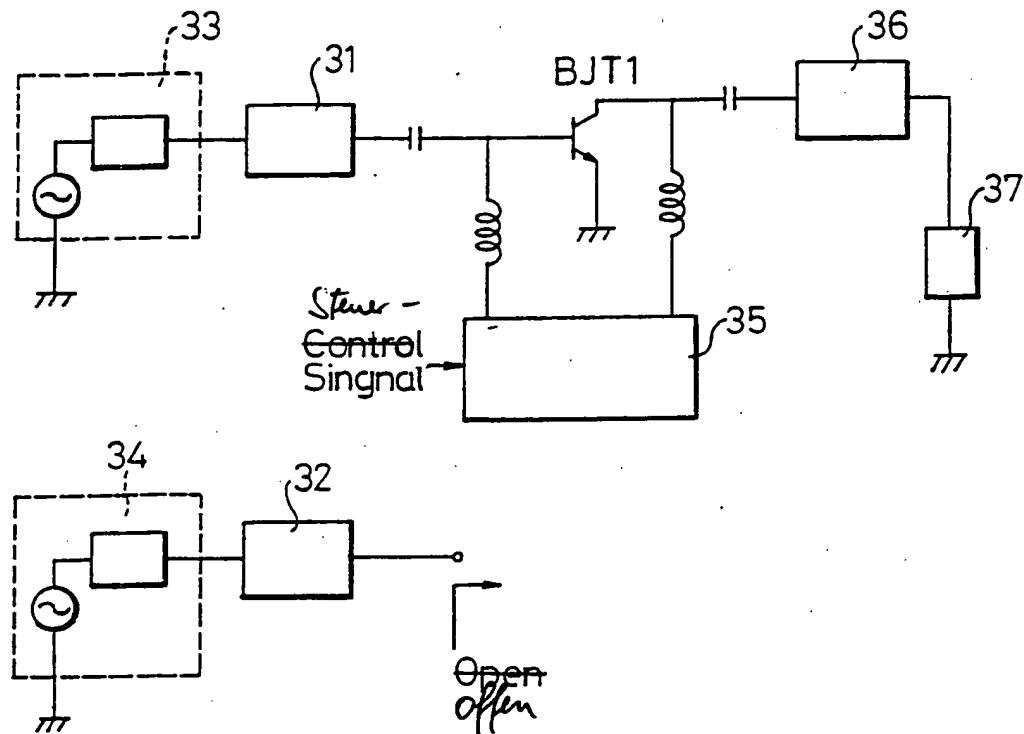 33
31
BJT1
36
37
Steuer -
Control
Singnal
35
34
32
Open
offen